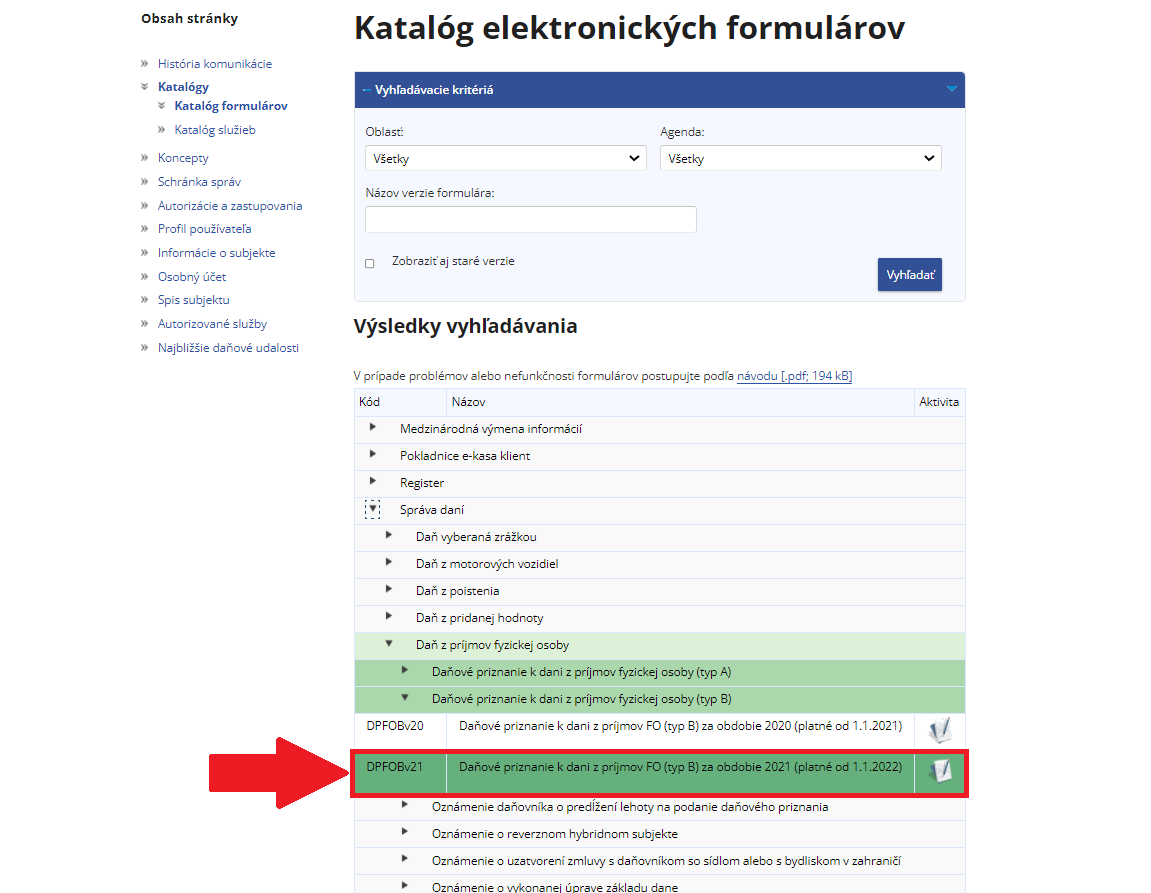 Obsah stránky
História komunikácie
Katalógy
Katalóg formulárov
Katalóg služieb
Koncepty
Schránka správ
Autorizácie a zastupovania
Profil používateľa
Informácie o subjekte
Osobný účet
Spis subjektu
Autorizované služby
Najbližšie daňové udalosti
Katalóg elektronických formulárov
Vyhľadávacie kritériá
Oblasť: Agenda:
Všetky Všetky
Názov verzie formulára:
Zobraziť aj staré verzie
Vyhľadať
Výsledky vyhľadávania
V prípade problémov alebo nefunkčnosti formulárov postupujte podľa návodu [.pdf; 194 kB]
Kód Názov Aktivita
Medzinárodná výmena informácií
Pokladnice e-kasa klient
Register
Správa daní
Daň vyberaná zrážkou
Daň z motorových vozidiel
Daň z poistenia
Daň z pridanej hodnoty
Daň z príjmov fyzickej osoby
Daňové priznanie k dani z príjmov fyzickej osoby (typ A)
Daňové priznanie k dani z príjmov fyzickej osoby (typ B)
DPFOBv20 Daňové priznanie k dani z príjmov FO (typ B) za obdobie 2020 (platné od 1.1.2021)
DPFOBv21 Daňové priznanie k dani z príjmov FO (typ B) za obdobie 2021 (platné od 1.1.2022)
Oznámenie daňovníka o predĺžení lehoty na podanie daňového priznania
Oznámenie o reverznom hybridnom subjekte
Oznámenie o uzatvorení zmluvy s daňovníkom so sídlom alebo s bydliskom v zahraničí
Oznámenie o vykonanej úprave základu dane